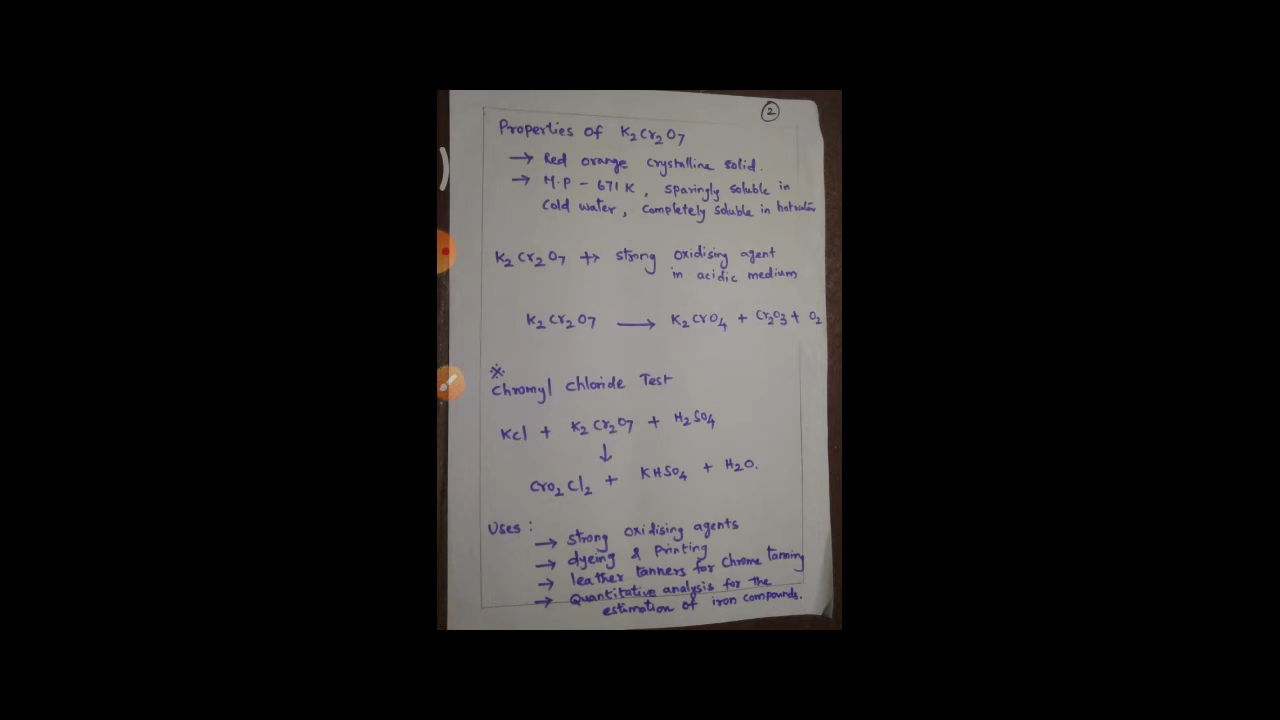 2
Properties of K2Cr2O7
→ Red orange crystalline solid.
→ M.P - 671 K, sparingly soluble in
cold water, completely soluble in hot water
K2Cr2O7 → strong oxidising agent
in acidic medium
K2Cr2O7 → K2CrO4 + Cr2O3 + O2
※
Chromyl chloride Test
KCl + K2Cr2O7 + H2SO4
↓
CrO2Cl2 + KHSO4 + H2O.
Uses :
→ strong oxidising agents
→ dyeing & Printing
→ leather tanners for Chrome tanning
→ Quantitative analysis for the
estimation of iron compounds.